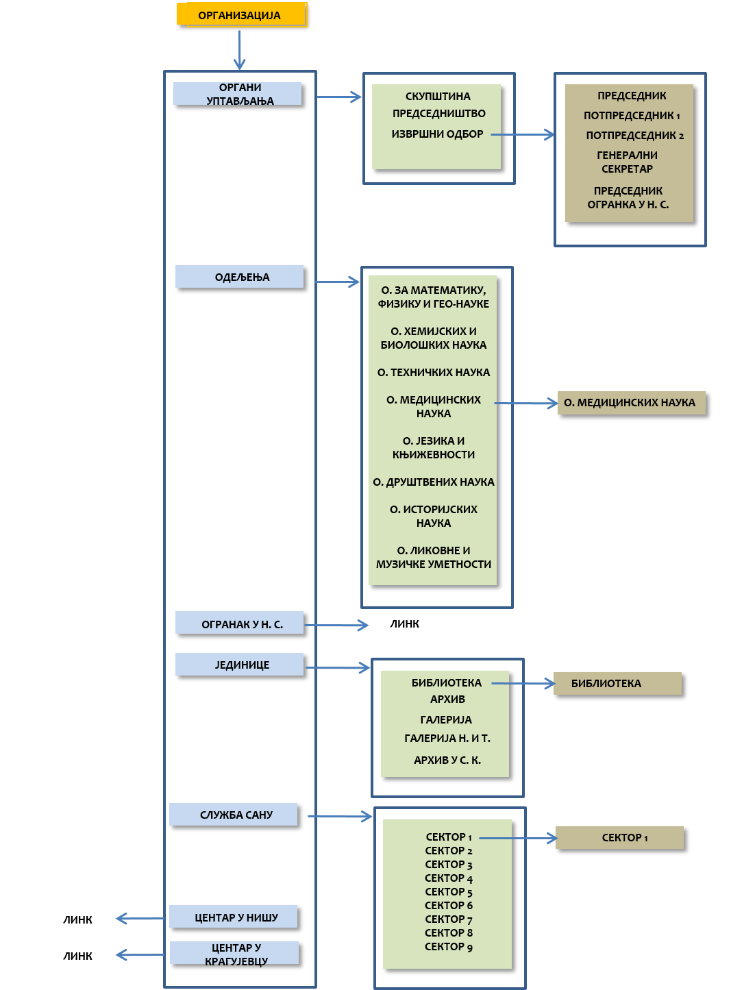 ОРГАНИЗАЦИЈА
ОРГАНИ
УПТАВЉАЊА
СКУПШТИНА
ПРЕДСЕДНИШТВО
ИЗВРШНИ ОДБОР
ПРЕДСЕДНИК
ПОТПРЕДСЕДНИК 1
ПОТПРЕДСЕДНИК 2
ГЕНЕРАЛНИ
СЕКРЕТАР
ПРЕДСЕДНИК
ОГРАНКА У Н. С.
ОДЕЉЕЊА
О. ЗА МАТЕМАТИКУ,
ФИЗИКУ И ГЕО-НАУКЕ
О. ХЕМИЈСКИХ И
БИОЛОШКИХ НАУКА
О. ТЕХНИЧКИХ НАУКА
О. МЕДИЦИНСКИХ
НАУКА
О. ЈЕЗИКА И
КЊИЖЕВНОСТИ
О. ДРУШТВЕНИХ НАУКА
О. ИСТОРИЈСКИХ
НАУКА
О. ЛИКОВНЕ И
МУЗИЧКЕ УМЕТНОСТИ
О. МЕДИЦИНСКИХ НАУКА
ОГРАНАК У Н. С.
ЛИНК
ЈЕДИНИЦЕ
БИБЛИОТЕКА
АРХИВ
ГАЛЕРИЈА
ГАЛЕРИЈА Н. И Т.
АРХИВ У С. К.
БИБЛИОТЕКА
СЛУЖБА САНУ
СЕКТОР 1
СЕКТОР 2
СЕКТОР 3
СЕКТОР 4
СЕКТОР 5
СЕКТОР 6
СЕКТОР 7
СЕКТОР 8
СЕКТОР 9
СЕКТОР 1
ЦЕНТАР У НИШУ
ЛИНК
ЦЕНТАР У
КРАГУЈЕВЦУ
ЛИНК